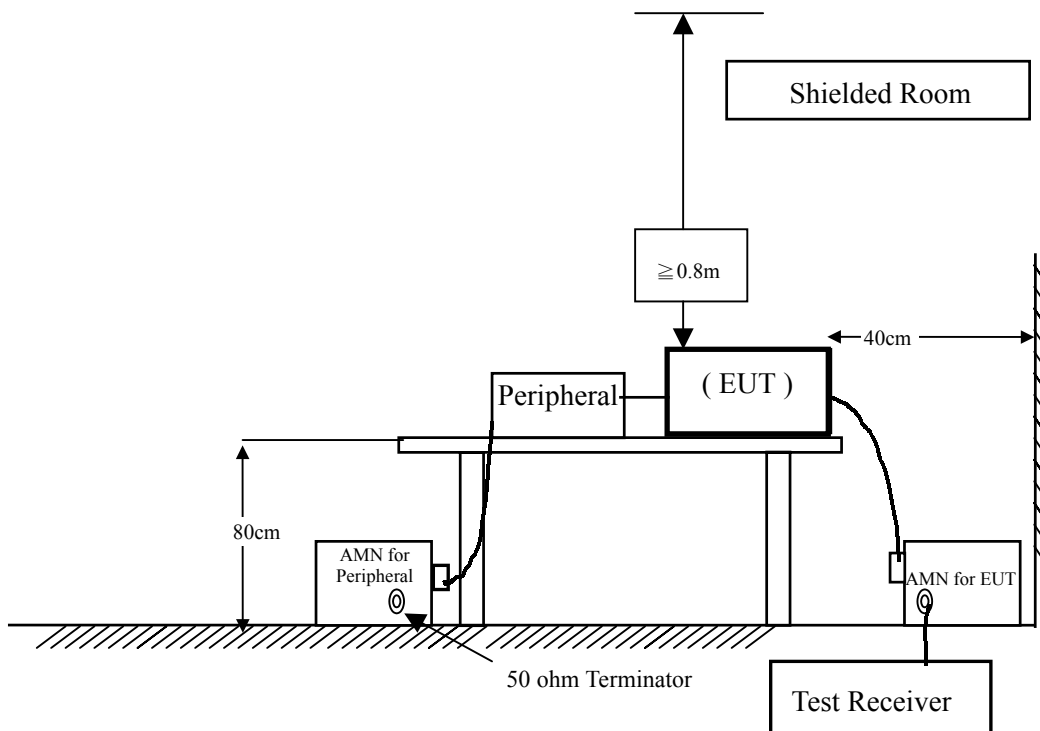 Shielded Room
≧0.8m
40cm
( EUT )
Peripheral
80cm
AMN for
Peripheral
AMN for EUT
50 ohm Terminator
Test Receiver